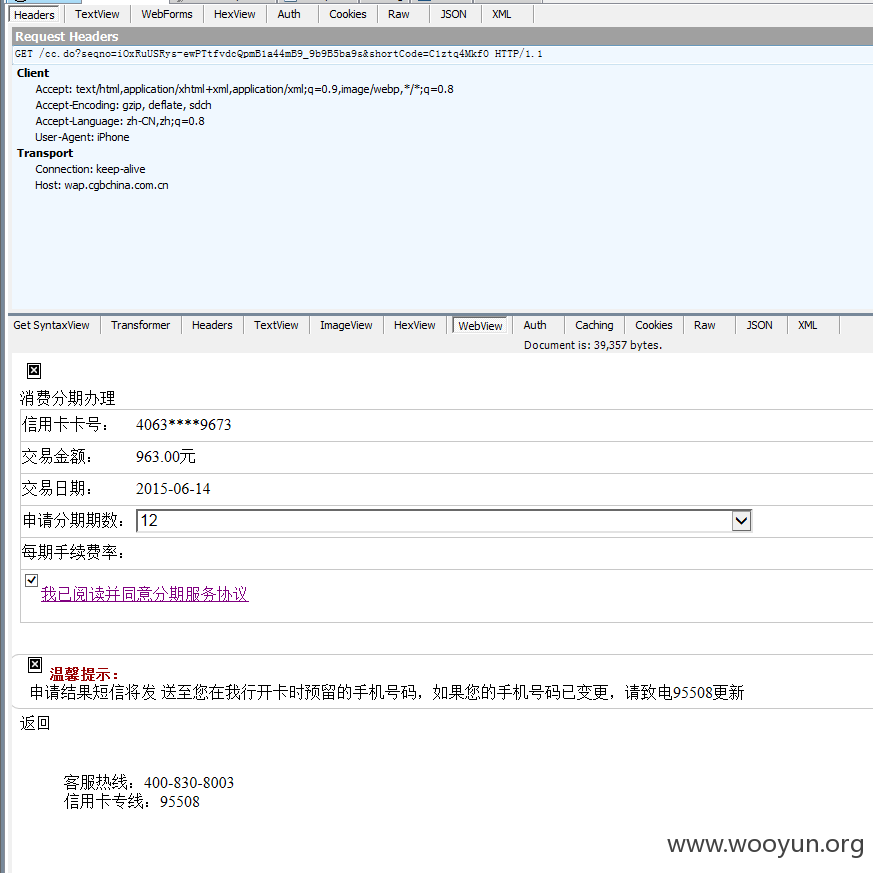 Headers TextView WebForms HexView Auth Cookies Raw JSON XML
Request Headers
GET /cc.do?seqno=iOxRuUSRys-ewPTtfvdcQpmB1a44mB9_9b9B5ba9s&shortCode=C1ztq4Mkf0 HTTP/1.1
Client
Accept: text/html,application/xhtml+xml,application/xml;q=0.9,image/webp,*/*;q=0.8
Accept-Encoding: gzip, deflate, sdch
Accept-Language: zh-CN,zh;q=0.8
User-Agent: iPhone
Transport
Connection: keep-alive
Host: wap.cgbchina.com.cn
Get SyntaxView Transformer Headers TextView ImageView HexView WebView Auth Caching Cookies Raw JSON XML
Document is: 39,357 bytes.
消费分期办理
信用卡卡号： 4063****9673
交易金额： 963.00元
交易日期： 2015-06-14
申请分期期数： 12
每期手续费率：
我已阅读并同意分期服务协议
温馨提示：
申请结果短信将发 送至您在我行开卡时预留的手机号码，如果您的手机号码已变更，请致电95508更新
返回
客服热线：400-830-8003
信用卡专线：95508
www.wooyun.org